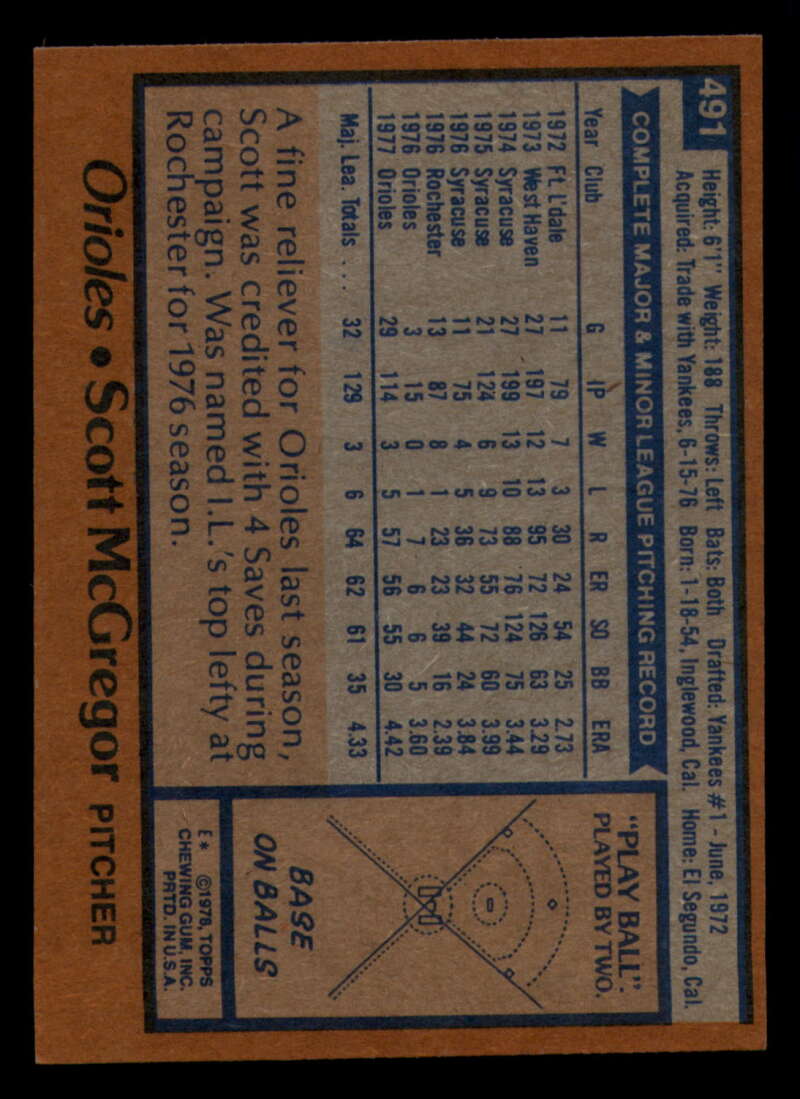 491
Height: 6'1" Weight: 188 Throws: Left Bats: Both Drafted: Yankees #1 - June, 1972
Acquired: Trade with Yankees, 6-15-76 Born: 1-18-54, Inglewood, Cal. Home: El Segundo, Cal.
COMPLETE MAJOR & MINOR LEAGUE PITCHING RECORD
Year Club G IP W L R ER SO BB ERA
1972 Ft. L'dale 11 79 7 3 30 24 54 25 2.73
1973 West Haven 27 197 12 13 95 72 126 63 3.29
1974 Syracuse 27 199 13 10 88 76 124 75 3.44
1975 Syracuse 21 124 6 9 73 55 72 60 3.99
1976 Syracuse 11 75 4 5 36 32 44 24 3.84
1976 Rochester 13 87 8 1 23 23 39 16 2.39
1976 Orioles 3 15 0 1 7 6 6 5 3.60
1977 Orioles 29 114 3 5 57 56 55 30 4.42
Maj. Lea. Totals ... 32 129 3 6 64 62 61 35 4.33
A fine reliever for Orioles last season,
Scott was credited with 4 Saves during
campaign. Was named I.L.'s top lefty at
Rochester for 1976 season.
"PLAY BALL".
PLAYED BY TWO.
BASE
ON BALLS
E* ©1978, TOPPS
CHEWING GUM, INC.
PRTD. IN U.S.A.
Orioles • Scott McGregor PITCHER